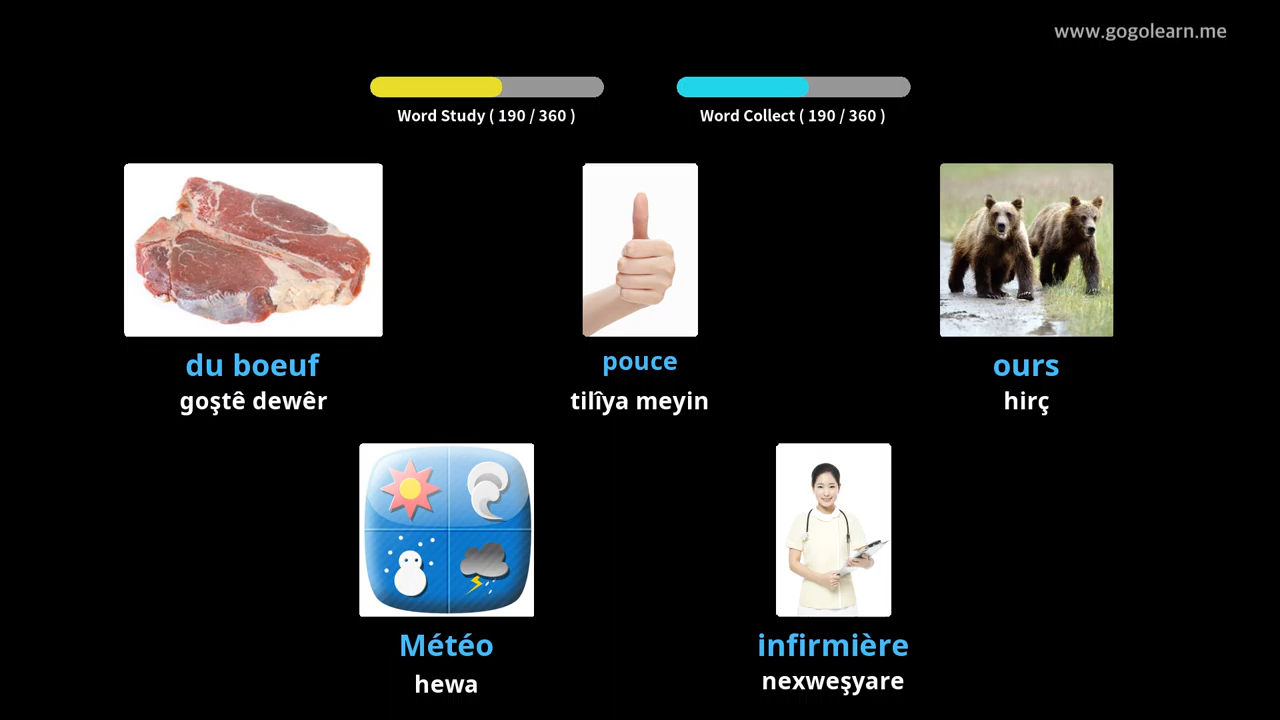 www.gogolearn.me
Word Study ( 190 / 360 )
Word Collect ( 190 / 360 )
du boeuf
goştê dewêr
pouce
tilîya meyin
ours
hirç
Météo
hewa
infirmière
nexweşyare